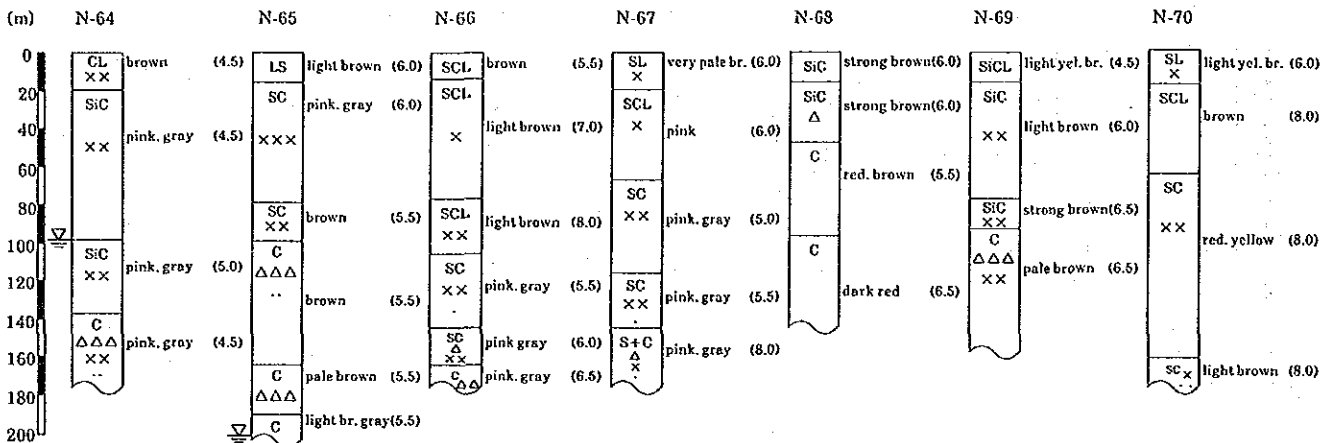 (m) N-64 N-65 N-66 N-67 N-68 N-69 N-70
0
20
40
60
80
100
120
140
160
180
200
CL brown (4.5)
SiC
pink. gray (4.5)
SiC
pink. gray (5.0)
C
pink. gray (4.5)
LS light brown (6.0)
SC pink. gray (6.0)
SC brown (5.5)
C
brown (5.5)
C pale brown (5.5)
C light br. gray (5.5)
SCL brown (5.5)
SCL
light brown (7.0)
SCL light brown (8.0)
SC pink. gray (5.5)
SC pink gray (6.0)
C pink. gray (6.5)
SL very pale br. (6.0)
SCL
pink (6.0)
SC
pink. gray (5.0)
SC
pink. gray (5.5)
S+C pink. gray (8.0)
SiC strong brown (6.0)
SiC strong brown (6.0)
C
red. brown (5.5)
C
dark red (6.5)
SiCL light yel. br. (4.5)
SiC
light brown (6.0)
SiC strong brown (6.5)
C
pale brown (6.5)
SL light yel. br. (6.0)
SCL brown (8.0)
SC
red. yellow (8.0)
SC light brown (8.0)